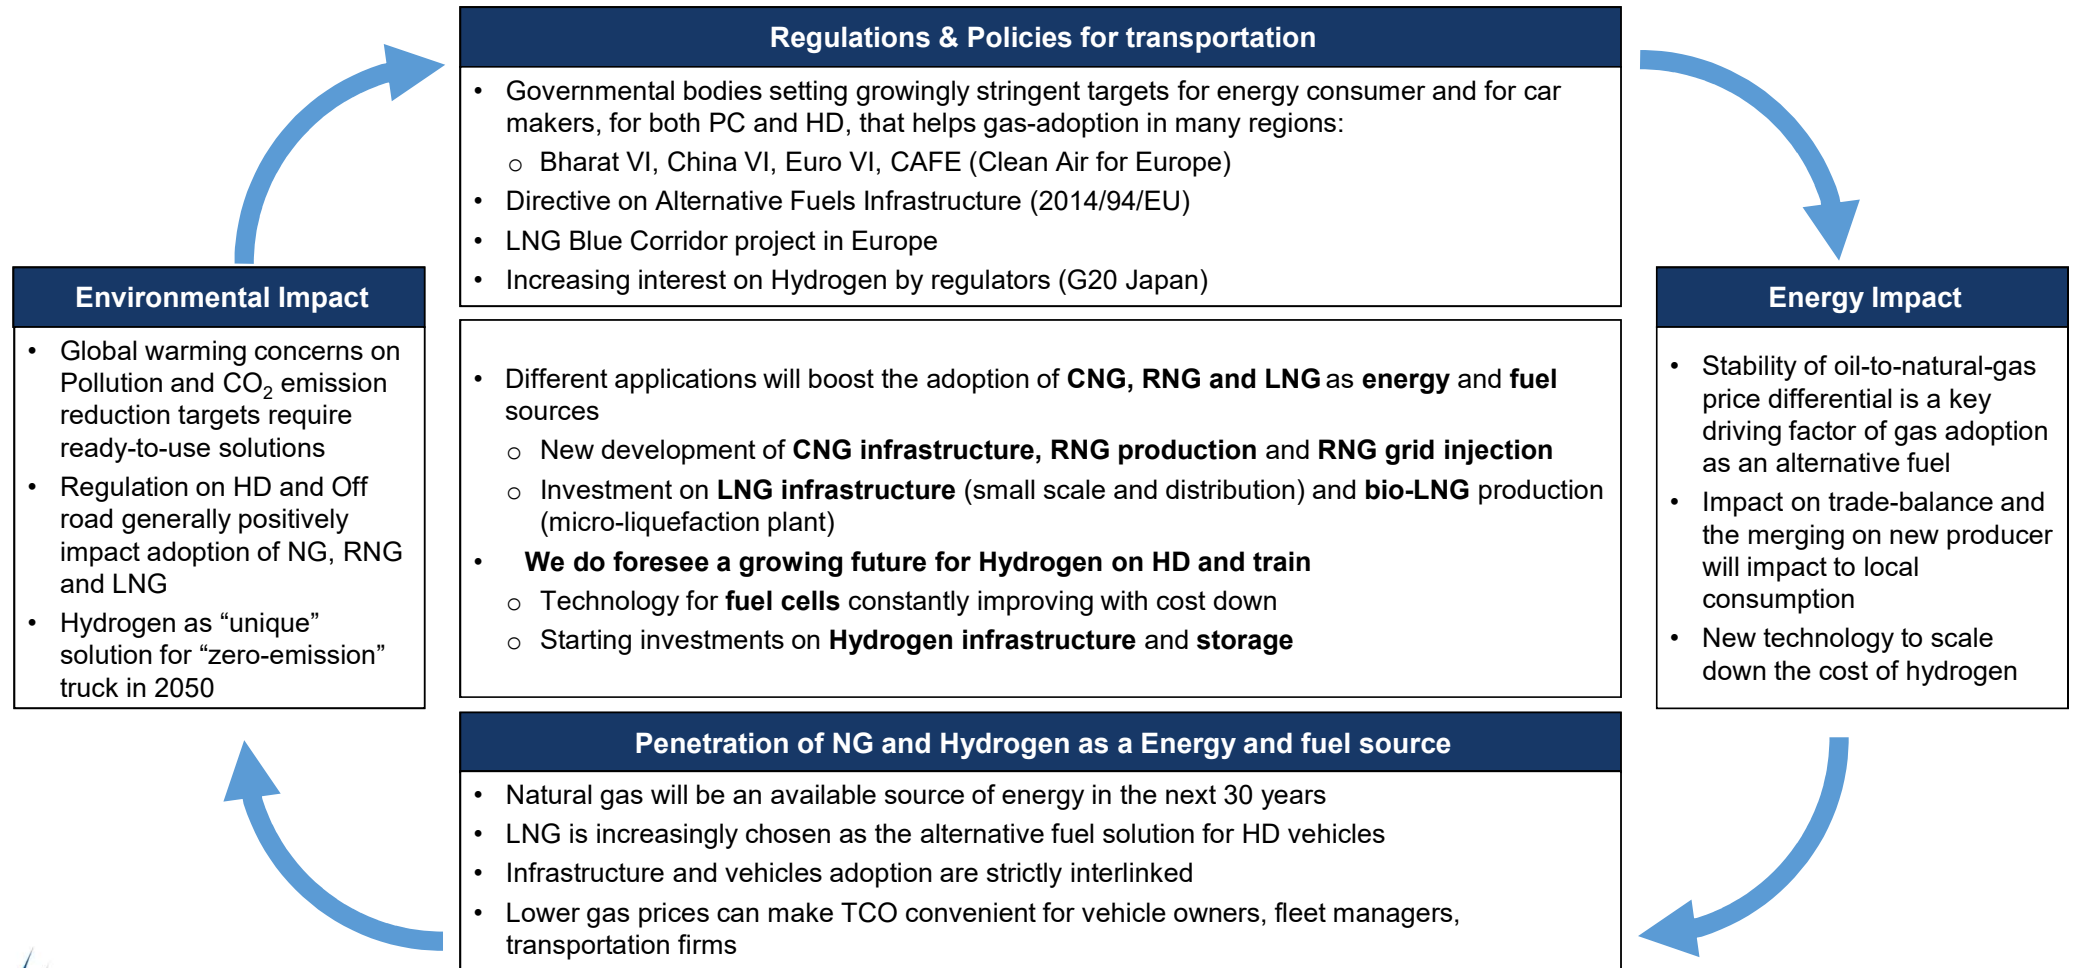 Regulations & Policies for transportation
• Governmental bodies setting growingly stringent targets for energy consumer and for car
makers, for both PC and HD, that helps gas-adoption in many regions:
o Bharat VI, China VI, Euro VI, CAFE (Clean Air for Europe)
• Directive on Alternative Fuels Infrastructure (2014/94/EU)
• LNG Blue Corridor project in Europe
• Increasing interest on Hydrogen by regulators (G20 Japan)
Environmental Impact
• Global warming concerns on
Pollution and CO₂ emission
reduction targets require
ready-to-use solutions
• Regulation on HD and Off
road generally positively
impact adoption of NG, RNG
and LNG
• Hydrogen as “unique”
solution for “zero-emission”
truck in 2050
• Different applications will boost the adoption of CNG, RNG and LNG as energy and fuel
sources
o New development of CNG infrastructure, RNG production and RNG grid injection
o Investment on LNG infrastructure (small scale and distribution) and bio-LNG production
(micro-liquefaction plant)
• We do foresee a growing future for Hydrogen on HD and train
o Technology for fuel cells constantly improving with cost down
o Starting investments on Hydrogen infrastructure and storage
Energy Impact
• Stability of oil-to-natural-gas
price differential is a key
driving factor of gas adoption
as an alternative fuel
• Impact on trade-balance and
the merging on new producer
will impact to local
consumption
• New technology to scale
down the cost of hydrogen
Penetration of NG and Hydrogen as a Energy and fuel source
• Natural gas will be an available source of energy in the next 30 years
• LNG is increasingly chosen as the alternative fuel solution for HD vehicles
• Infrastructure and vehicles adoption are strictly interlinked
• Lower gas prices can make TCO convenient for vehicle owners, fleet managers,
transportation firms